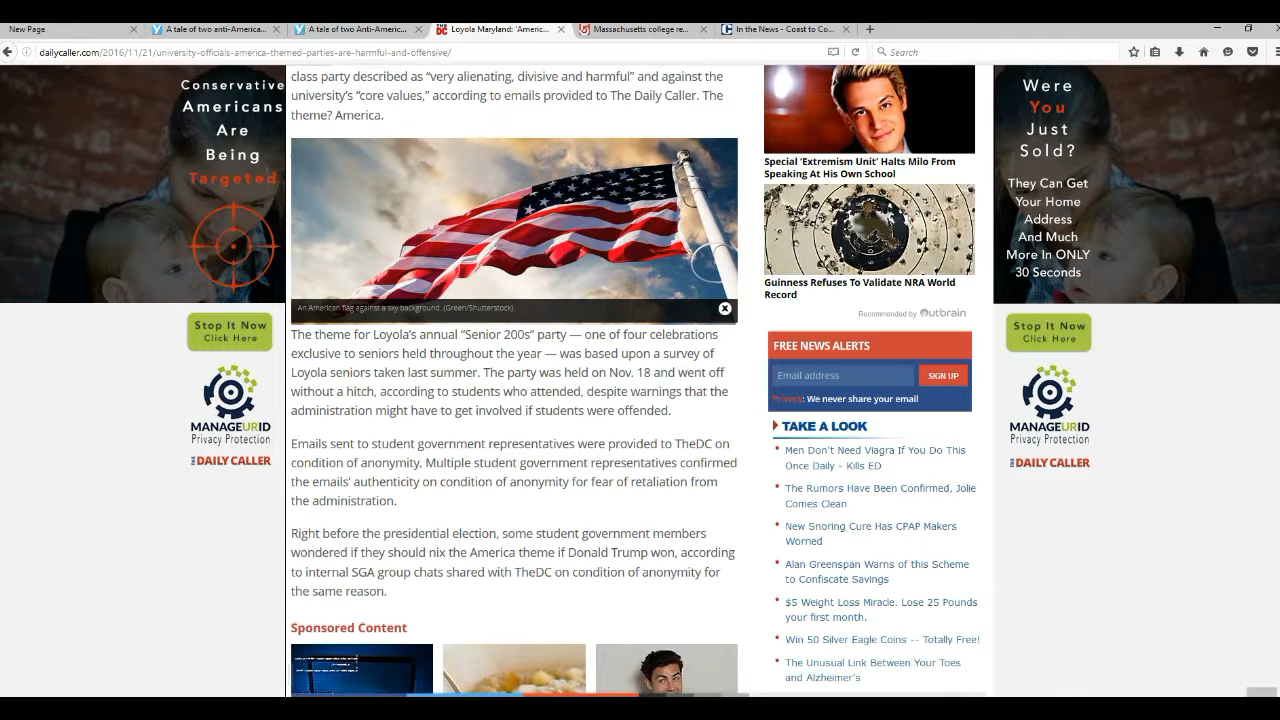 New Page
A tale of two anti-America...
A tale of two Anti-Americ...
Loyola Maryland: 'Americ...
Massachusetts college re...
In the News - Coast to Co...
dailycaller.com/2016/11/21/university-officials-america-themed-parties-are-harmful-and-offensive/
Search
Conservative
Americans
Are
Being
Targeted
Stop It Now
Click Here
MANAGEURID
Privacy Protection
THE DAILY CALLER
class party described as “very alienating, divisive and harmful” and against the
university’s “core values,” according to emails provided to The Daily Caller. The
theme? America.
An American flag against a sky background. (Green/Shutterstock).
The theme for Loyola’s annual “Senior 200s” party — one of four celebrations
exclusive to seniors held throughout the year — was based upon a survey of
Loyola seniors taken last summer. The party was held on Nov. 18 and went off
without a hitch, according to students who attended, despite warnings that the
administration might have to get involved if students were offended.
Emails sent to student government representatives were provided to TheDC on
condition of anonymity. Multiple student government representatives confirmed
the emails’ authenticity on condition of anonymity for fear of retaliation from
the administration.
Right before the presidential election, some student government members
wondered if they should nix the America theme if Donald Trump won, according
to internal SGA group chats shared with TheDC on condition of anonymity for
the same reason.
Sponsored Content
Special ‘Extremism Unit’ Halts Milo From
Speaking At His Own School
Guinness Refuses To Validate NRA World
Record
Recommended by Outbrain
FREE NEWS ALERTS
Email address
SIGN UP
Privacy: We never share your email
TAKE A LOOK
Men Don't Need Viagra If You Do This
Once Daily - Kills ED
The Rumors Have Been Confirmed, Jolie
Comes Clean
New Snoring Cure Has CPAP Makers
Worried
Alan Greenspan Warns of this Scheme
to Confiscate Savings
$5 Weight Loss Miracle. Lose 25 Pounds
your first month.
Win 50 Silver Eagle Coins -- Totally Free!
The Unusual Link Between Your Toes
and Alzheimer's
Were
You
Just
Sold?
They Can Get
Your Home
Address
And Much
More In ONLY
30 Seconds
Stop It Now
Click Here
MANAGEURID
Privacy Protection
THE DAILY CALLER